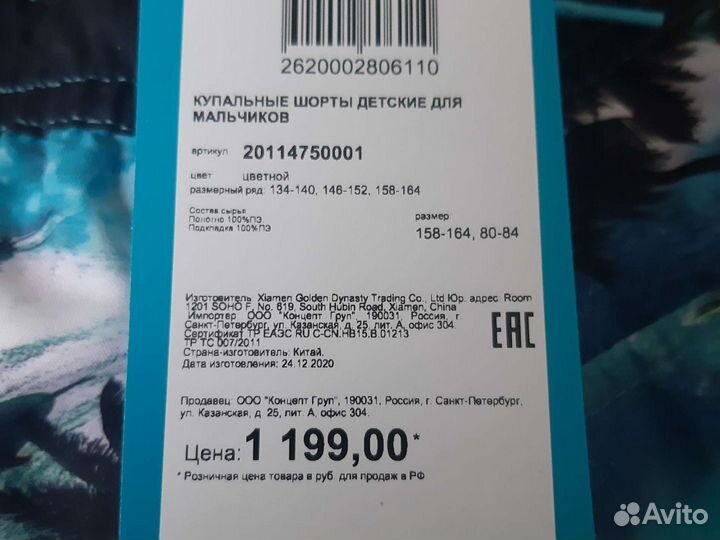 2620002806110
КУПАЛЬНЫЕ ШОРТЫ ДЕТСКИЕ ДЛЯ
МАЛЬЧИКОВ
артикул 20114750001
цвет цветной
размерный ряд: 134-140, 146-152, 158-164
Состав сырья
Полотно 100%ПЭ.
Подкладка 100%ПЭ
размер
158-164, 80-84
Изготовитель: Xiamen Golden Dynasty Trading Co., Ltd Юр. адрес: Room
1201 SOHO F, No. 619, South Hubin Road, Xiamen, China
Импортер ООО "Концепт Груп", 190031, Россия, г.
Санкт-Петербург, ул. Казанская, д. 25, лит. А, офис 304.
Сертификат ТР ЕАЭС RU C-CN.НВ15.В.01213
ТР ТС 007/2011
Страна-изготовитель: Китай.
Дата изготовления: 24.12.2020
EAC
Продавец: ООО "Концепт Груп", 190031, Россия, г. Санкт-Петербург,
ул. Казанская, д. 25, лит. А, офис 304.
Цена: 1 199,00*
* Розничная цена товара в руб. для продаж в РФ
Avito